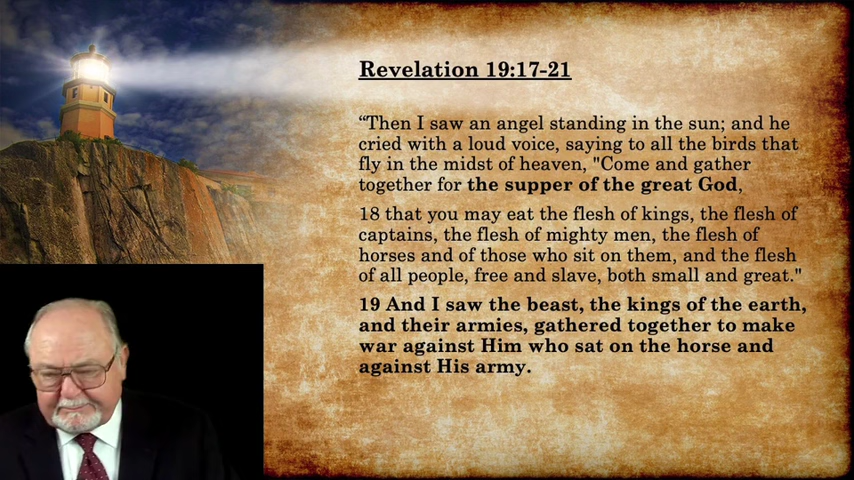 Revelation 19:17-21
“Then I saw an angel standing in the sun; and he
cried with a loud voice, saying to all the birds that
fly in the midst of heaven, "Come and gather
together for the supper of the great God,
18 that you may eat the flesh of kings, the flesh of
captains, the flesh of mighty men, the flesh of
horses and of those who sit on them, and the flesh
of all people, free and slave, both small and great."
19 And I saw the beast, the kings of the earth,
and their armies, gathered together to make
war against Him who sat on the horse and
against His army.